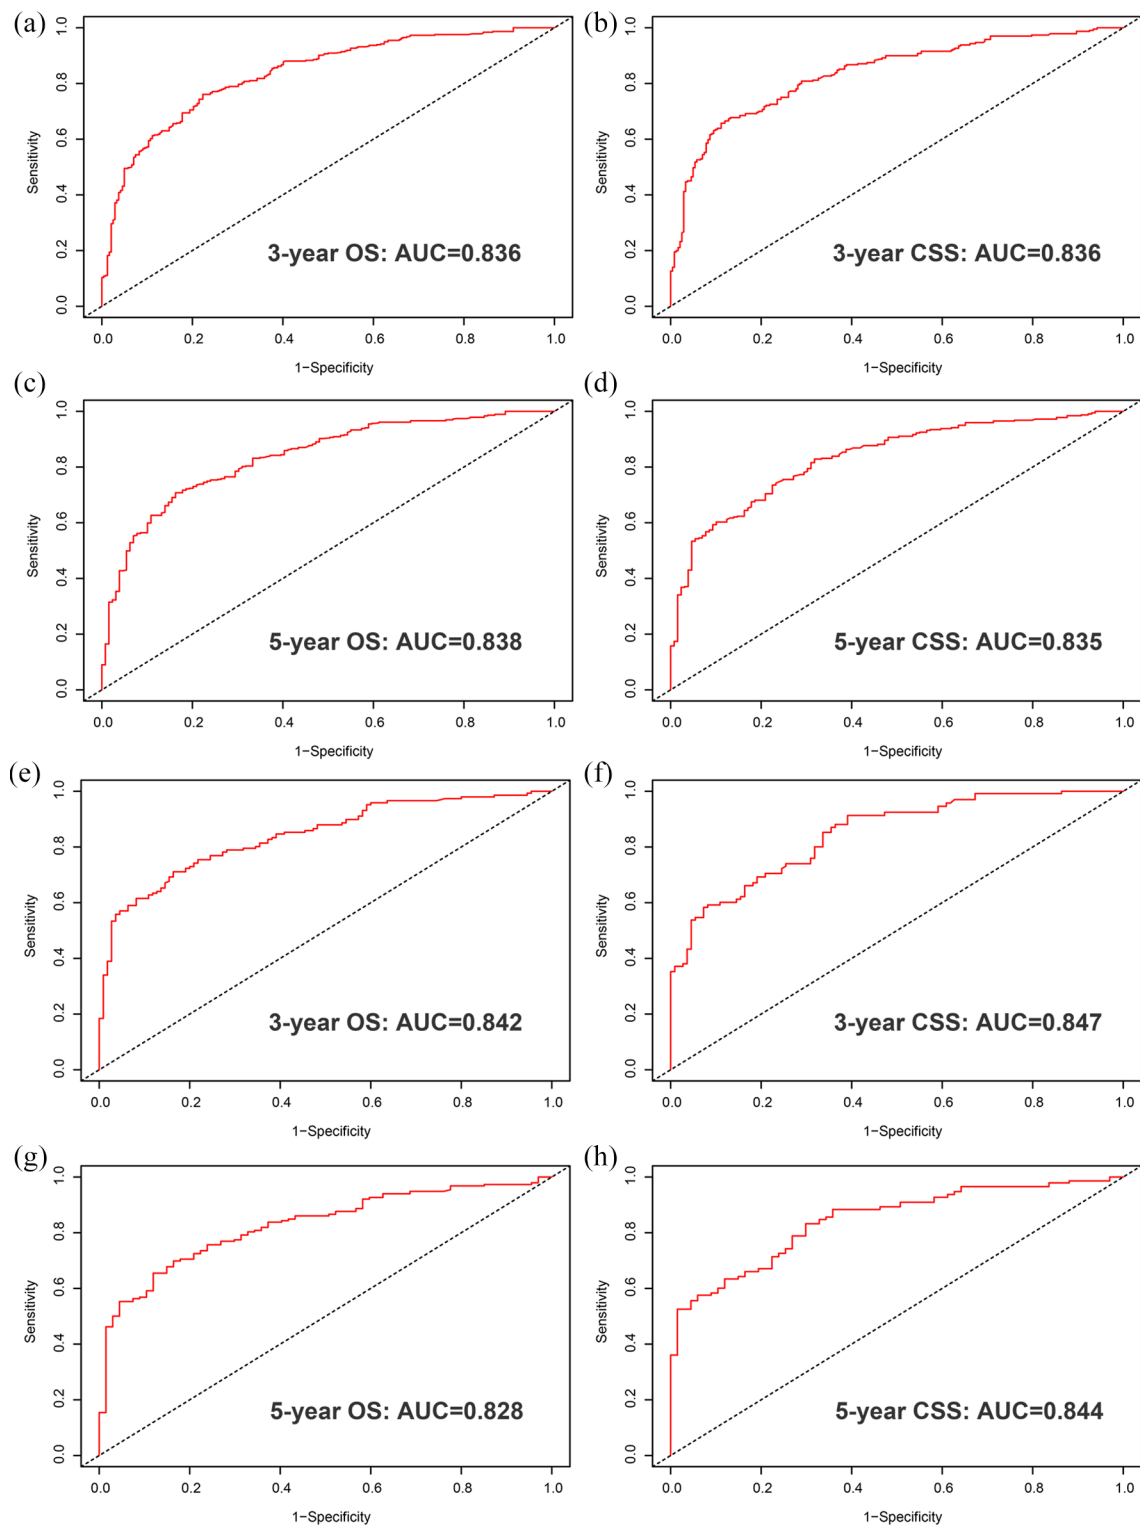 (a)
1.0
0.8
0.6
0.4
0.2
0.0
Sensitivity
3-year OS: AUC=0.836
0.0 0.2 0.4 0.6 0.8 1.0
1−Specificity
(b)
1.0
0.8
0.6
0.4
0.2
0.0
Sensitivity
3-year CSS: AUC=0.836
0.0 0.2 0.4 0.6 0.8 1.0
1−Specificity
(c)
1.0
0.8
0.6
0.4
0.2
0.0
Sensitivity
5-year OS: AUC=0.838
0.0 0.2 0.4 0.6 0.8 1.0
1−Specificity
(d)
1.0
0.8
0.6
0.4
0.2
0.0
Sensitivity
5-year CSS: AUC=0.835
0.0 0.2 0.4 0.6 0.8 1.0
1−Specificity
(e)
1.0
0.8
0.6
0.4
0.2
0.0
Sensitivity
3-year OS: AUC=0.842
0.0 0.2 0.4 0.6 0.8 1.0
1−Specificity
(f)
1.0
0.8
0.6
0.4
0.2
0.0
Sensitivity
3-year CSS: AUC=0.847
0.0 0.2 0.4 0.6 0.8 1.0
1−Specificity
(g)
1.0
0.8
0.6
0.4
0.2
0.0
Sensitivity
5-year OS: AUC=0.828
0.0 0.2 0.4 0.6 0.8 1.0
1−Specificity
(h)
1.0
0.8
0.6
0.4
0.2
0.0
Sensitivity
5-year CSS: AUC=0.844
0.0 0.2 0.4 0.6 0.8 1.0
1−Specificity